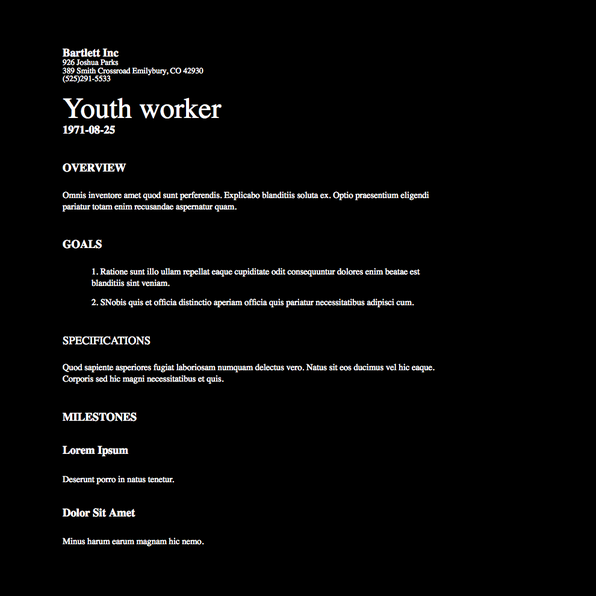 Bartlett Inc
926 Joshua Parks
389 Smith Crossroad Emilybury, CO 42930
(525)291-5533
Youth worker
1971-08-25
OVERVIEW
Omnis inventore amet quod sunt perferendis. Explicabo blanditiis soluta ex. Optio praesentium eligendi
pariatur totam enim recusandae aspernatur quam.
GOALS
1. Ratione sunt illo ullam repellat eaque cupiditate odit consequuntur dolores enim beatae est
blanditiis sint veniam.
2. SNobis quis et officia distinctio aperiam officia quis pariatur necessitatibus adipisci cum.
SPECIFICATIONS
Quod sapiente asperiores fugiat laboriosam numquam delectus vero. Natus sit eos ducimus vel hic eaque.
Corporis sed hic magni necessitatibus et quis.
MILESTONES
Lorem Ipsum
Deserunt porro in natus tenetur.
Dolor Sit Amet
Minus harum earum magnam hic nemo.